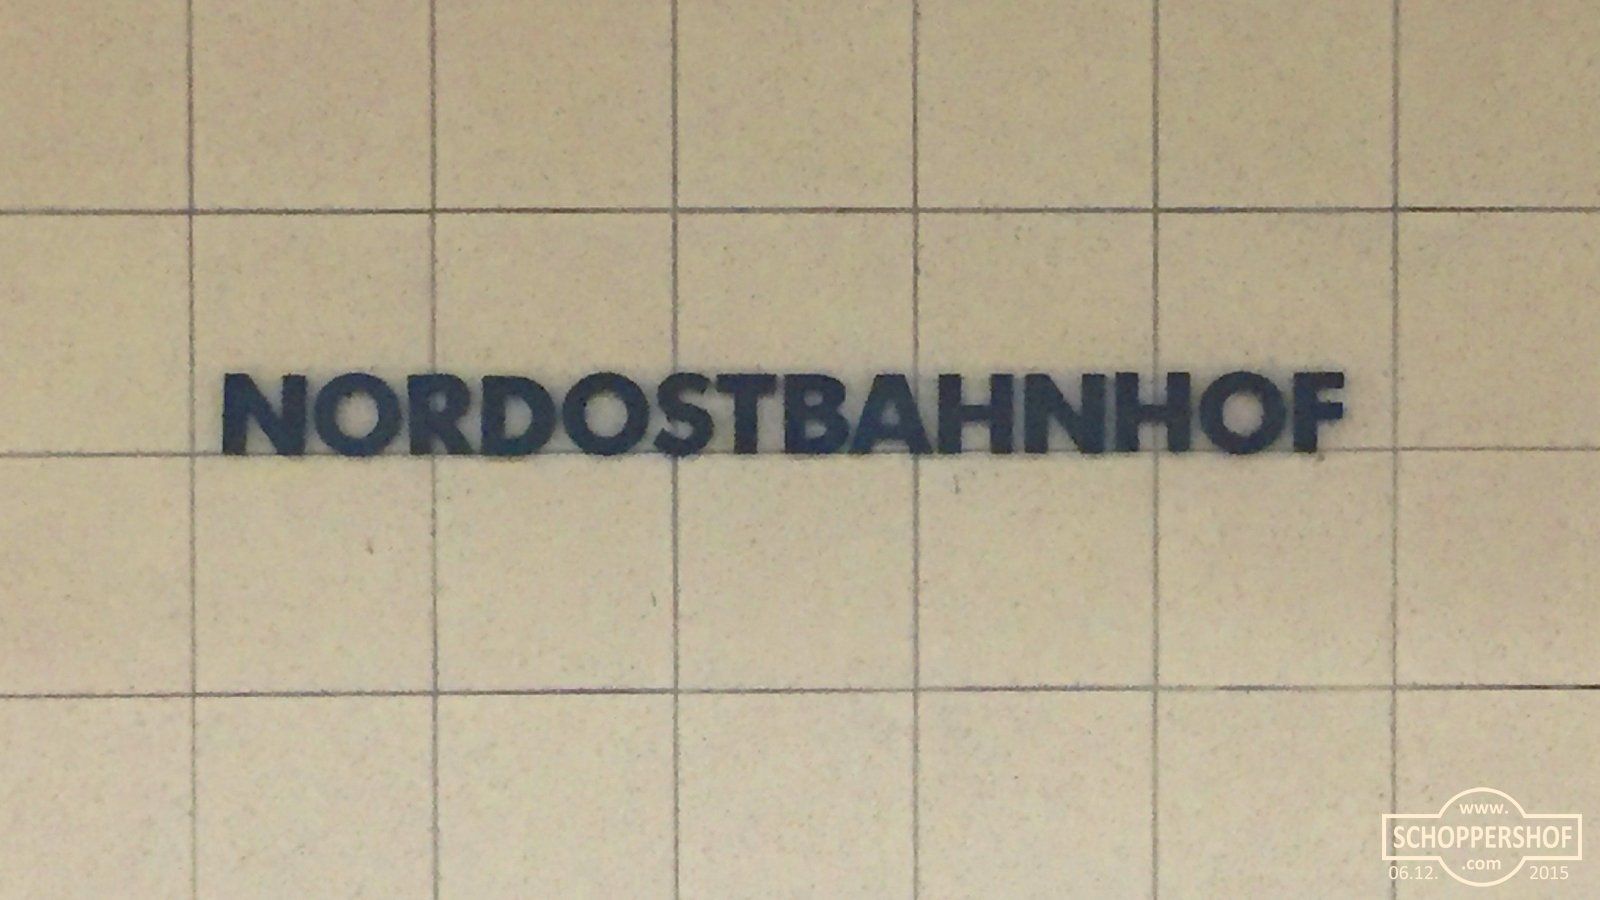 NORDOSTBAHNHOF
www.
SCHOPPERSHOF
.com
06.12. 2015